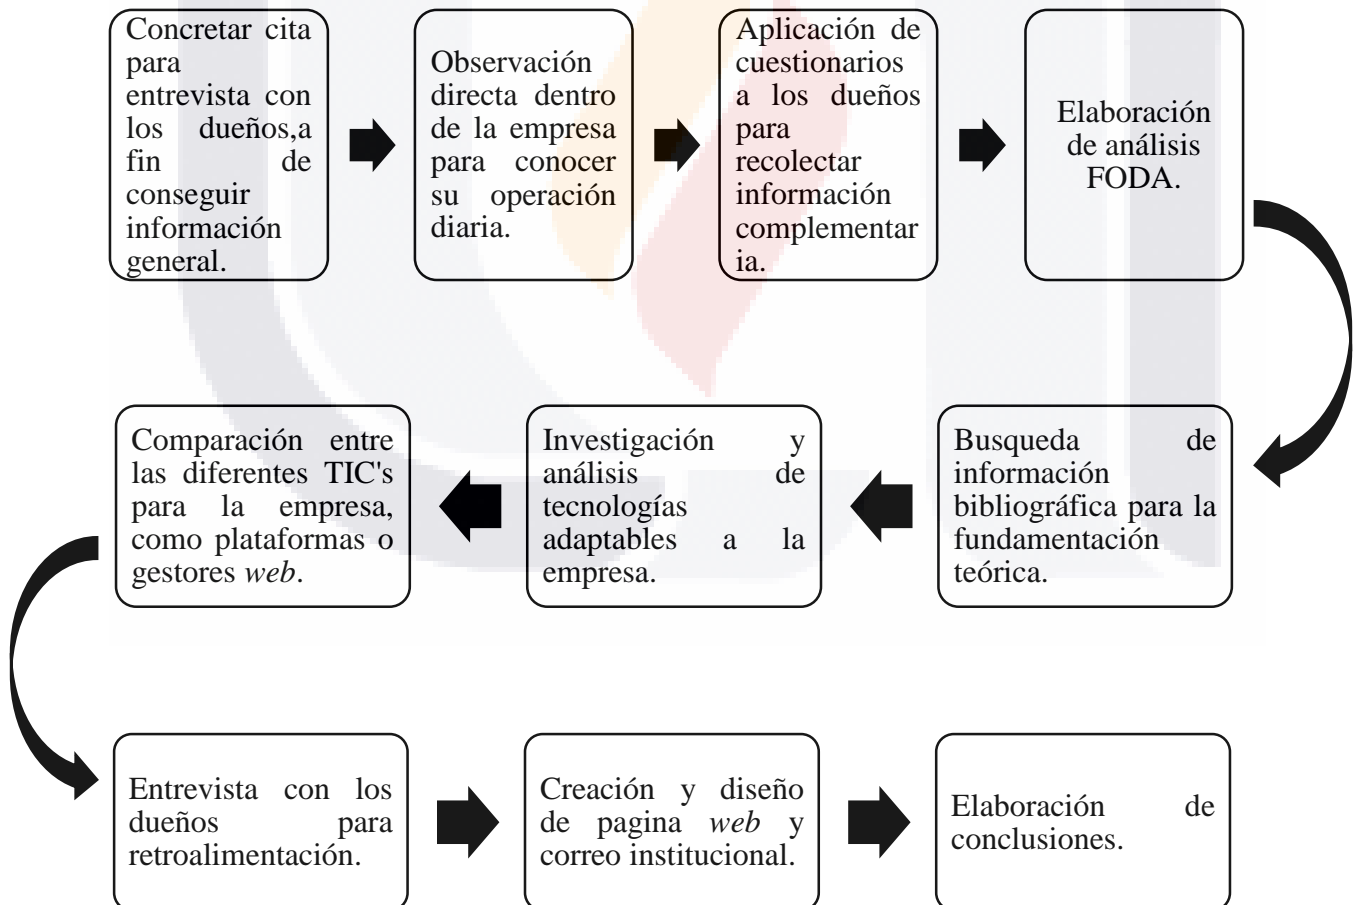 Concretar cita
para
entrevista con
los dueños,a
fin de
conseguir
información
general.
Observación
directa dentro
de la empresa
para conocer
su operación
diaria.
Aplicación de
cuestionarios
a los dueños
para
recolectar
información
complementar
ia.
Elaboración
de análisis
FODA.
Busqueda de
información
bibliográfica para la
fundamentación
teórica.
Investigación y
análisis de
tecnologías
adaptables a la
empresa.
Comparación entre
las diferentes TIC's
para la empresa,
como plataformas o
gestores web.
Entrevista con los
dueños para
retroalimentación.
Creación y diseño
de pagina web y
correo institucional.
Elaboración de
conclusiones.